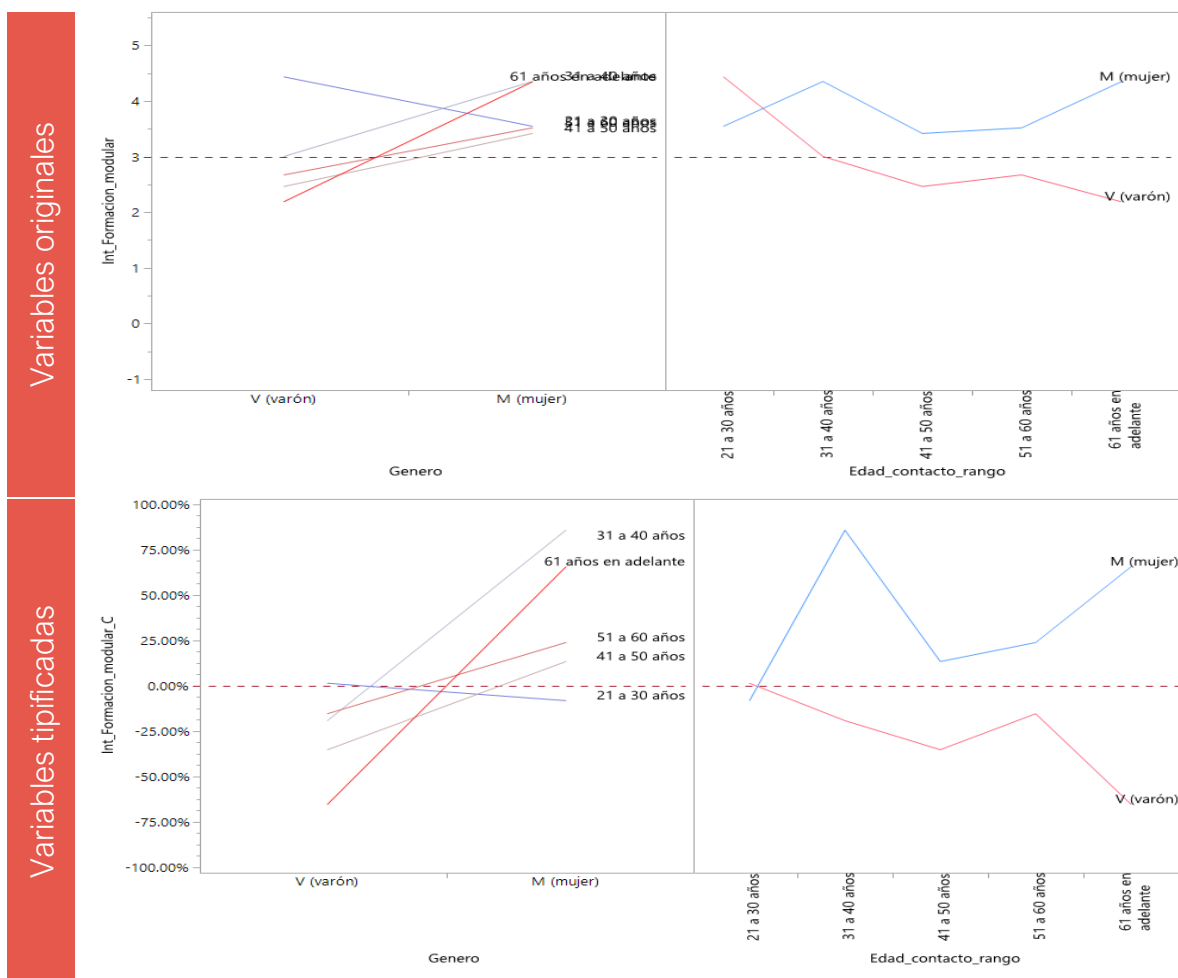 Variables originales
Int_Formacion_modular
5
4
3
2
1
0
-1
61 años en adelante
31 a 40 años
21 a 30 años
51 a 60 años
41 a 50 años
V (varón)
M (mujer)
Genero
M (mujer)
V (varón)
21 a 30 años
31 a 40 años
41 a 50 años
51 a 60 años
61 años en
adelante
Edad_contacto_rango
Variables tipificadas
Int_Formacion_modular_C
100.00%
75.00%
50.00%
25.00%
0.00%
-25.00%
-50.00%
-75.00%
-100.00%
31 a 40 años
61 años en adelante
51 a 60 años
41 a 50 años
21 a 30 años
V (varón)
M (mujer)
Genero
M (mujer)
V (varón)
21 a 30 años
31 a 40 años
41 a 50 años
51 a 60 años
61 años en
adelante
Edad_contacto_rango